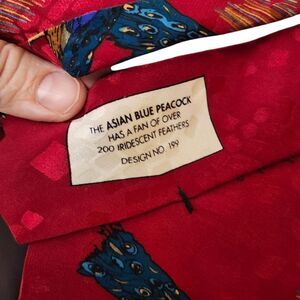 THE ASIAN BLUE PEACOCK
HAS A FAN OF OVER
200 IRIDESCENT FEATHERS
DESIGN NO. 199